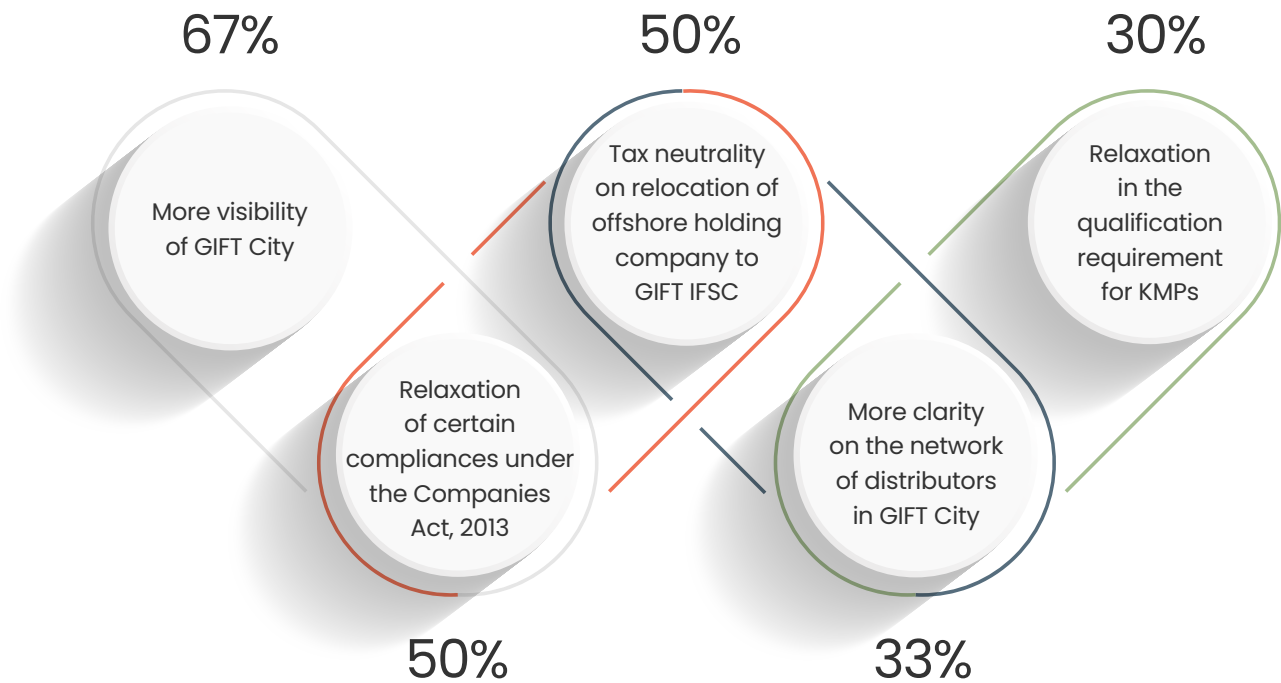 67%
More visibility
of GIFT City
Relaxation
of certain
compliances under
the Companies
Act, 2013
50%
50%
Tax neutrality
on relocation of
offshore holding
company to
GIFT IFSC
More clarity
on the network
of distributors
in GIFT City
33%
30%
Relaxation
in the
qualification
requirement
for KMPs